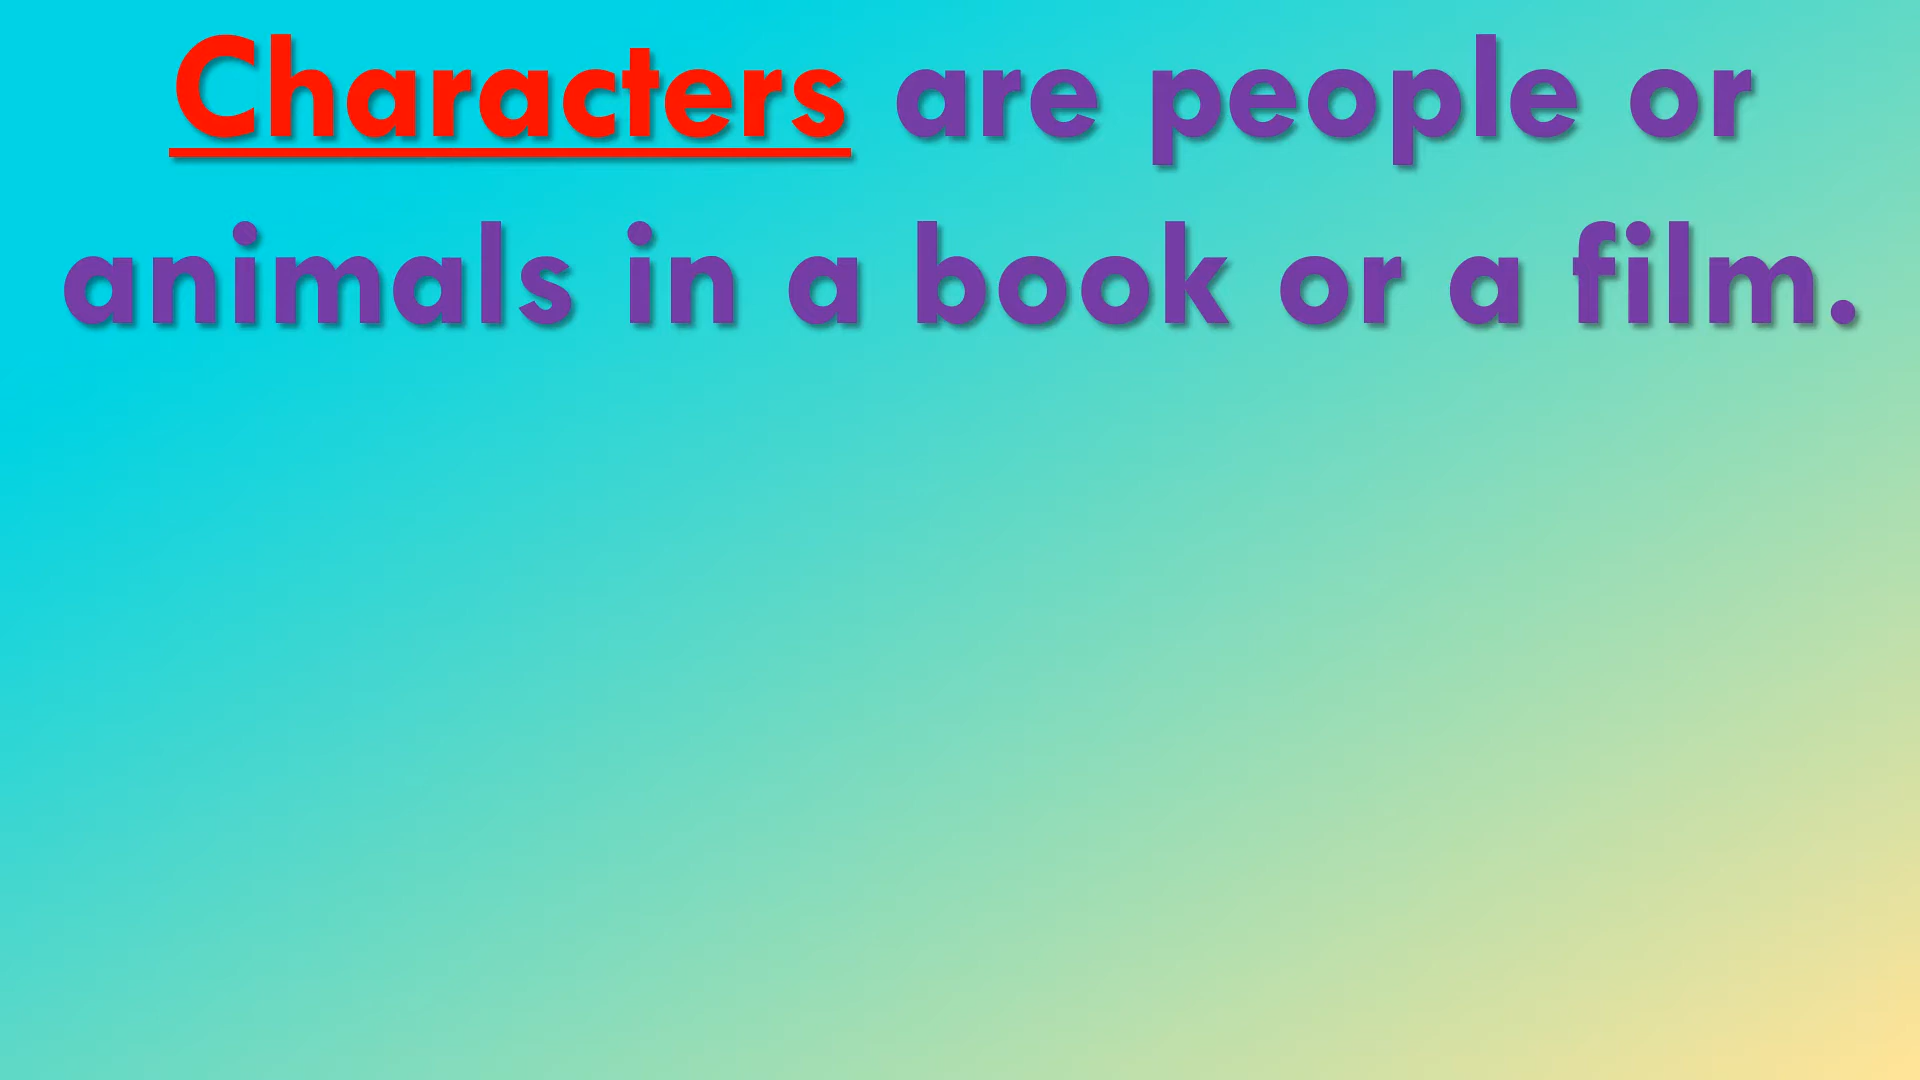 Characters are people or
animals in a book or a film.